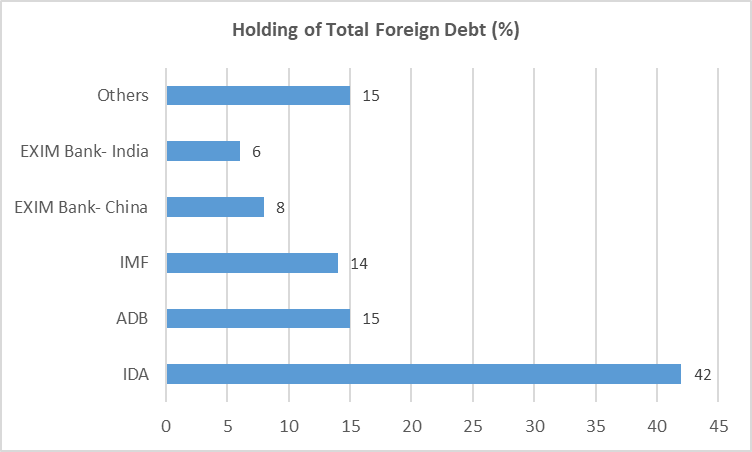 Holding of Total Foreign Debt (%)
Others 15
EXIM Bank- India 6
EXIM Bank- China 8
IMF 14
ADB 15
IDA 42
0 5 10 15 20 25 30 35 40 45